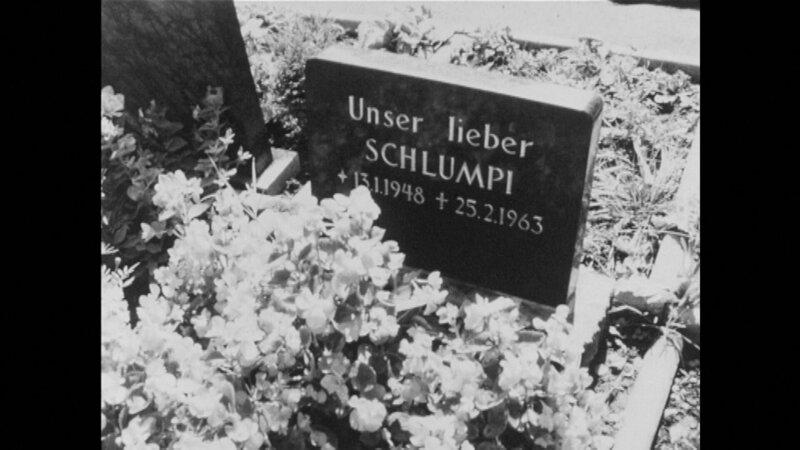 Unser lieber
SCHLUMPI
✦ 13.1.1948 ✝ 25.2.1963